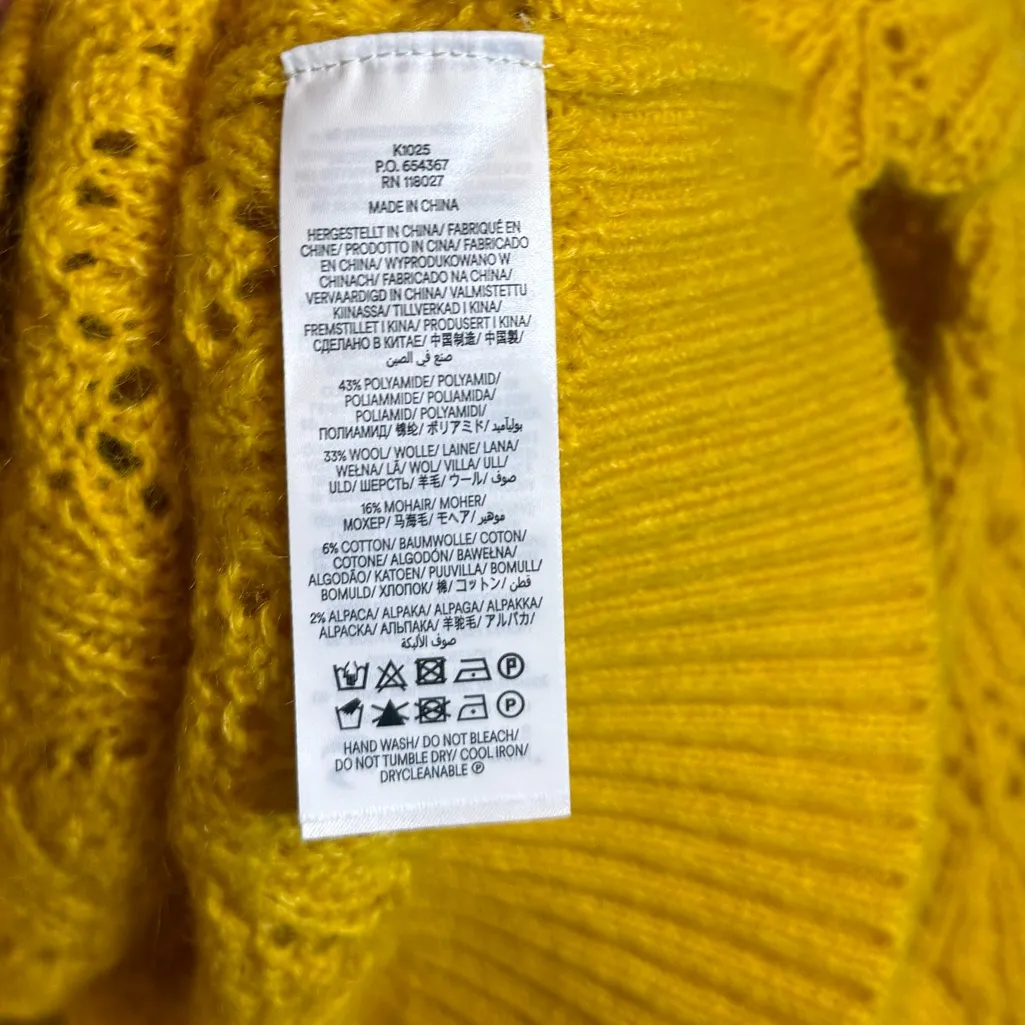 K1025
P.O. 654367
RN 118027
MADE IN CHINA
HERGESTELLT IN CHINA/ FABRIQUÉ EN
CHINE/ PRODOTTO IN CINA/ FABRICADO
EN CHINA/ WYPRODUKOWANO W
CHINACH/ FABRICADO NA CHINA/
VERVAARDIGD IN CHINA/ VALMISTETTU
KIINASSA/ TILLVERKAD I KINA/
FREMSTILLET I KINA/ PRODUSERT I KINA/
СДЕЛАНО В КИТАЕ/ 中国制造/ 中国製/
صنع في الصين
43% POLYAMIDE/ POLYAMID/
POLIAMMIDE/ POLIAMIDA/
POLIAMID/ POLYAMIDI/
ПОЛИАМИД/ 锦纶/ ポリアミド/ بوليآميد
33% WOOL/ WOLLE/ LAINE/ LANA/
WEŁNA/ LÃ/ WOL/ VILLA/ ULL/
ULD/ ШЕРСТЬ/ 羊毛/ ウール/ صوف
16% MOHAIR/ MOHER/
МОХЕР/ 马海毛/ モヘア/ موهير
6% COTTON/ BAUMWOLLE/ COTON/
COTONE/ ALGODÓN/ BAWEŁNA/
ALGODÃO/ KATOEN/ PUUVILLA/ BOMULL/
BOMULD/ ХЛОПОК/ 棉/ コットン/ قطن
2% ALPACA/ ALPAKA/ ALPAGA/ ALPAKKA/
ALPACKA/ АЛЬПАКА/ 羊驼毛/ アルパカ/
صوف الألبكة
P
P
HAND WASH/ DO NOT BLEACH/
DO NOT TUMBLE DRY/ COOL IRON/
DRYCLEANABLE Ⓟ